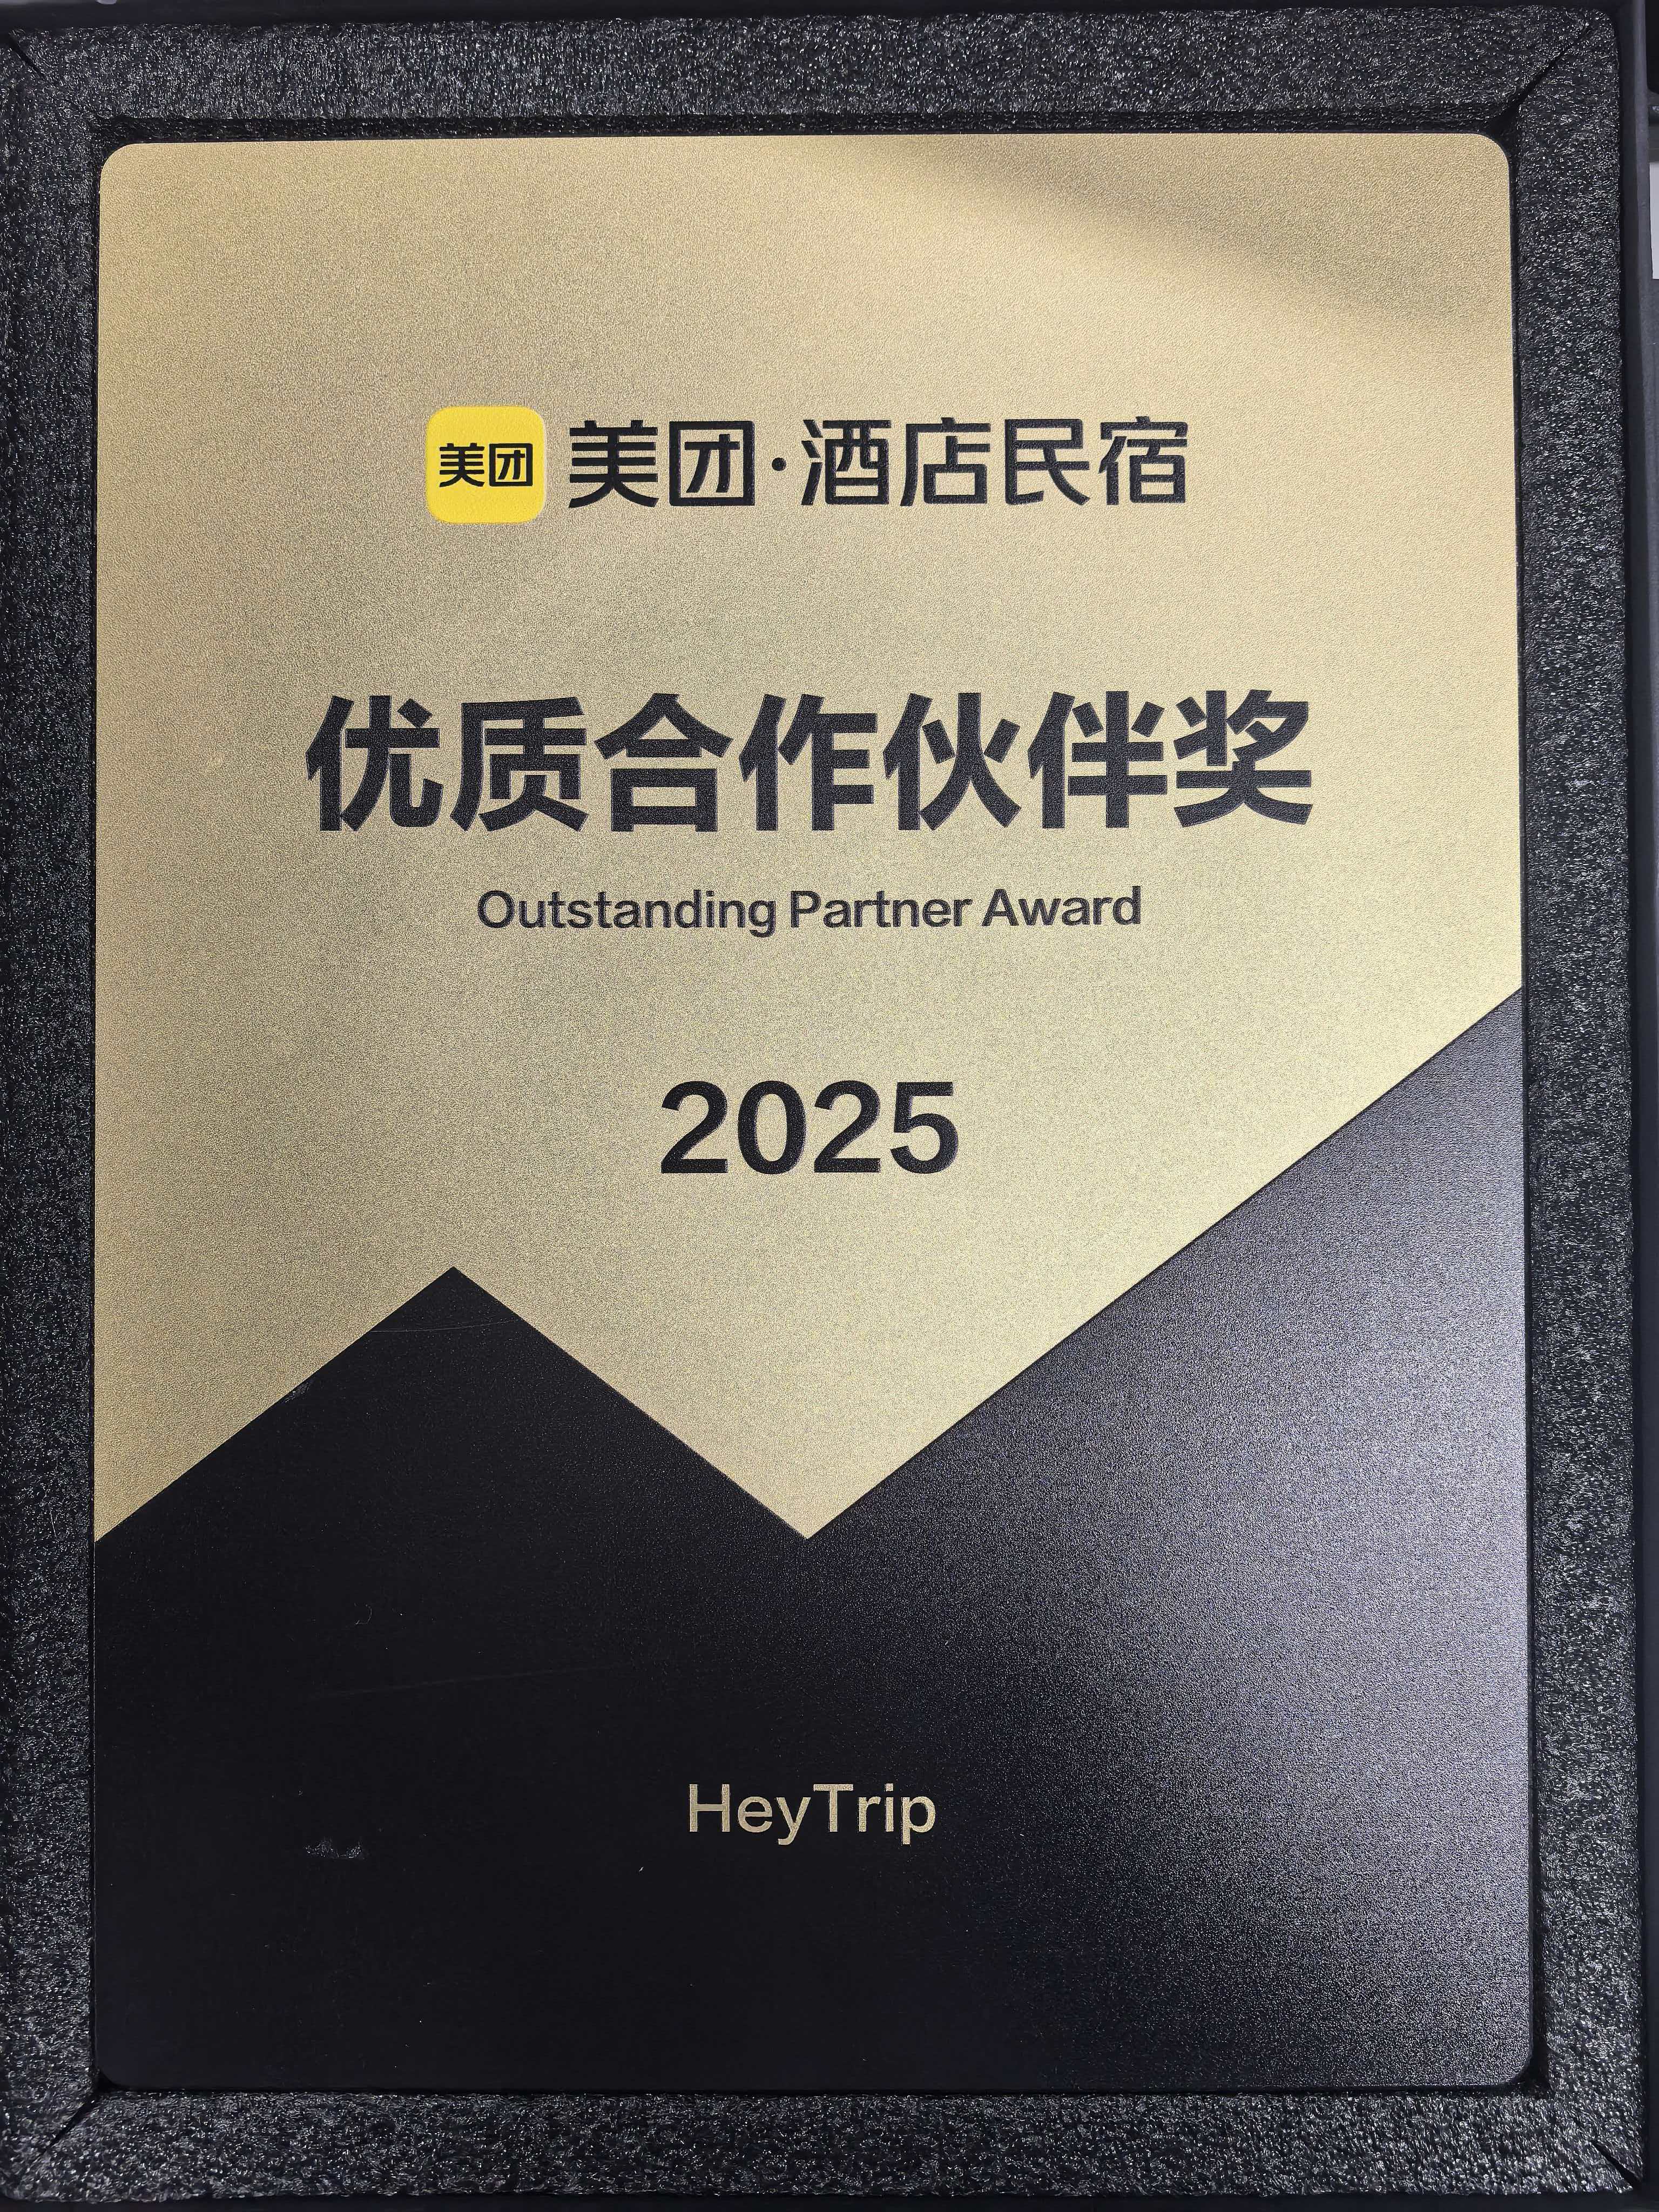 美团 美团·酒店民宿
优质合作伙伴奖
Outstanding Partner Award
2025
HeyTrip